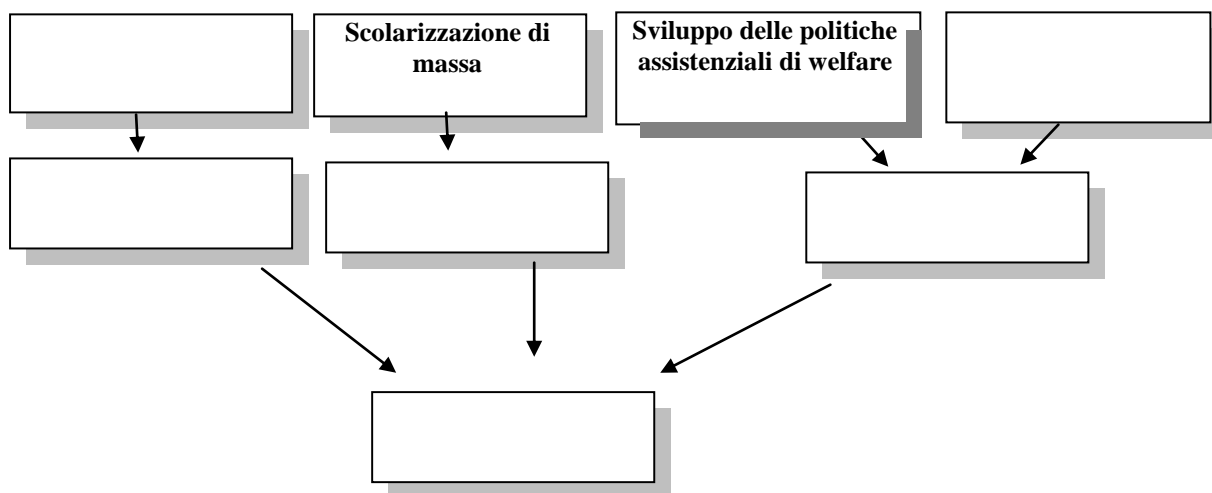 Scolarizzazione di
massa
Sviluppo delle politiche
assistenziali di welfare